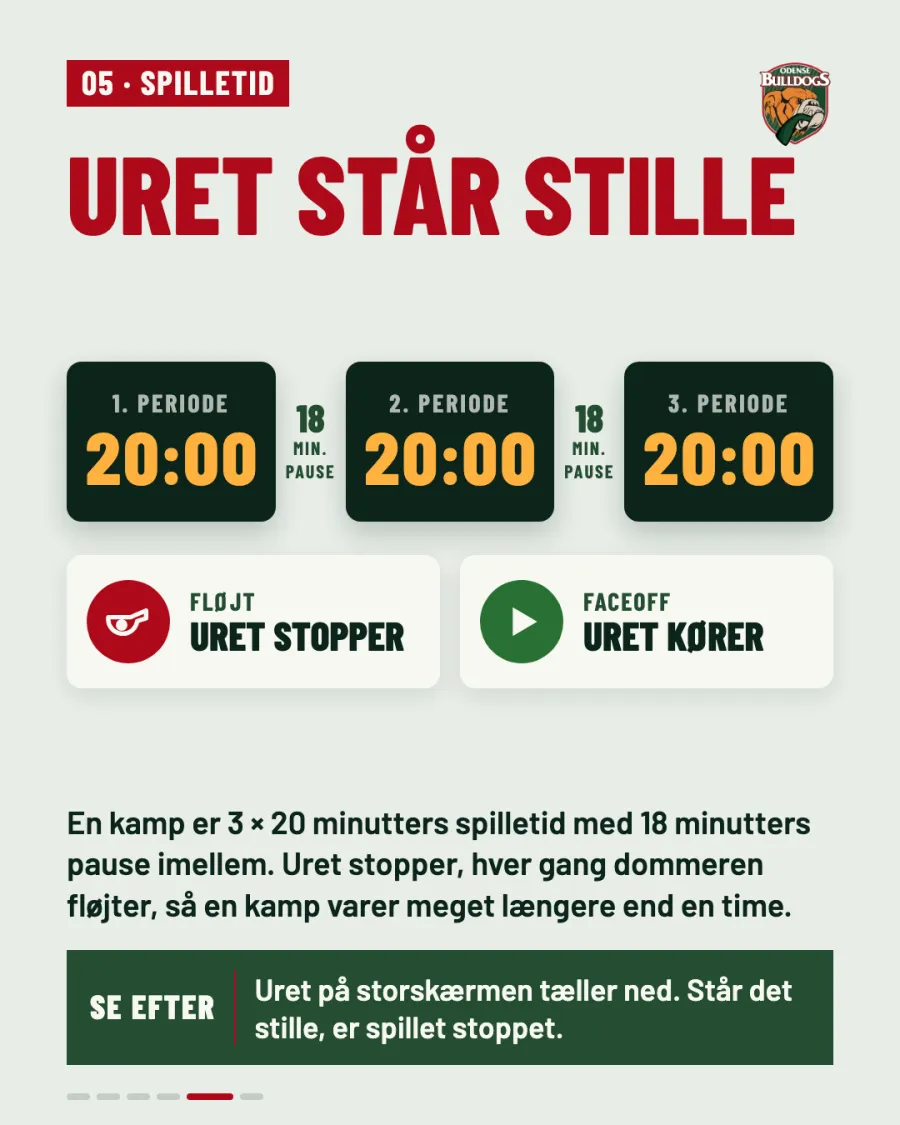 05 · SPILLETID
ODENSE
BULLDOGS
URET STÅR STILLE
1. PERIODE
20:00
18
MIN.
PAUSE
2. PERIODE
20:00
18
MIN.
PAUSE
3. PERIODE
20:00
FLØJT
URET STOPPER
FACEOFF
URET KØRER
En kamp er 3 × 20 minutters spilletid med 18 minutters
pause imellem. Uret stopper, hver gang dommeren
fløjter, så en kamp varer meget længere end en time.
SE EFTER
Uret på storskærmen tæller ned. Står det
stille, er spillet stoppet.